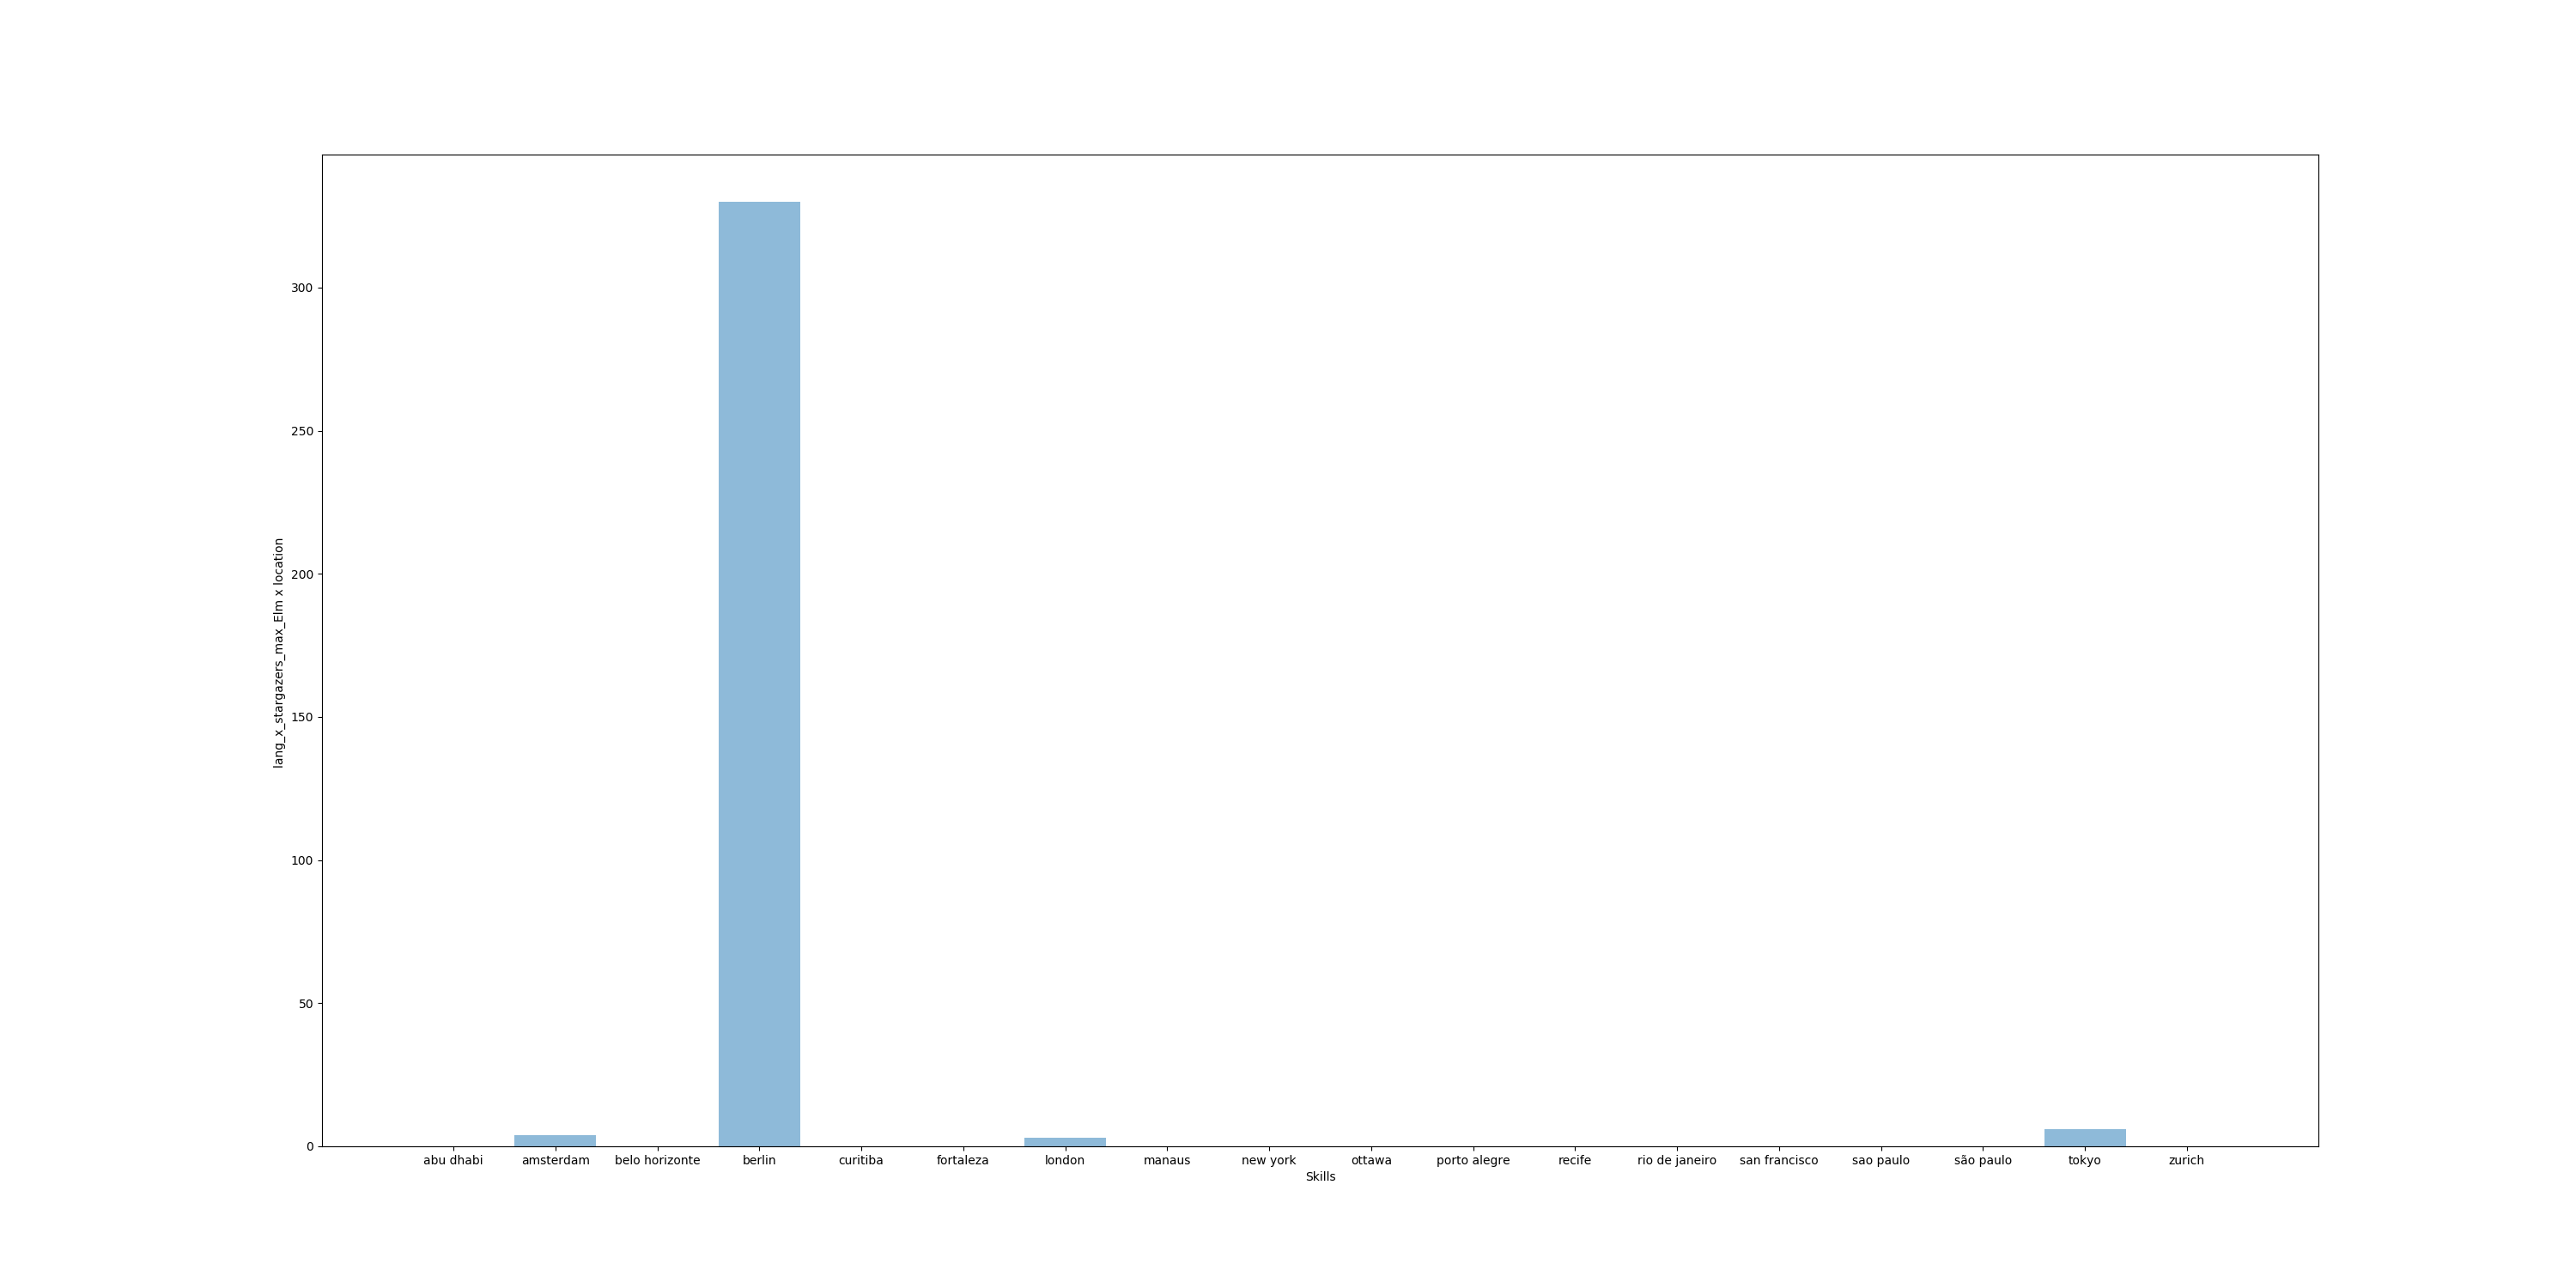 300
250
200
150
100
50
0
lang_x_stargazers_max_Elm x location
abu dhabi amsterdam belo horizonte berlin curitiba fortaleza london manaus new york ottawa porto alegre recife rio de janeiro san francisco sao paulo são paulo tokyo zurich
Skills